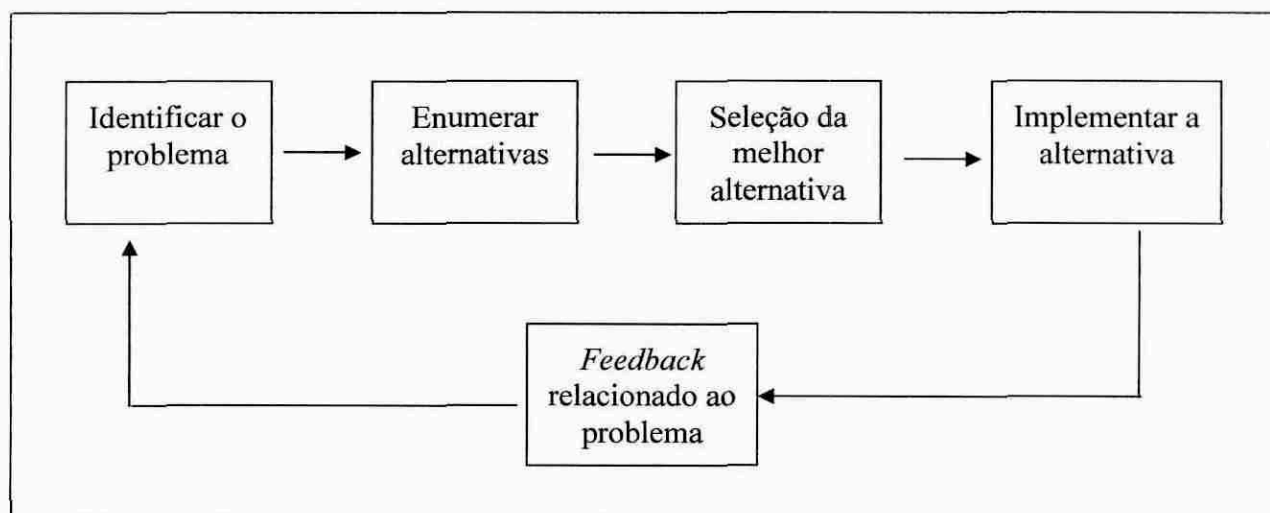 Identificar o
problema
Enumerar
alternativas
Seleção da
melhor
alternativa
Implementar a
alternativa
Feedback
relacionado ao
problema